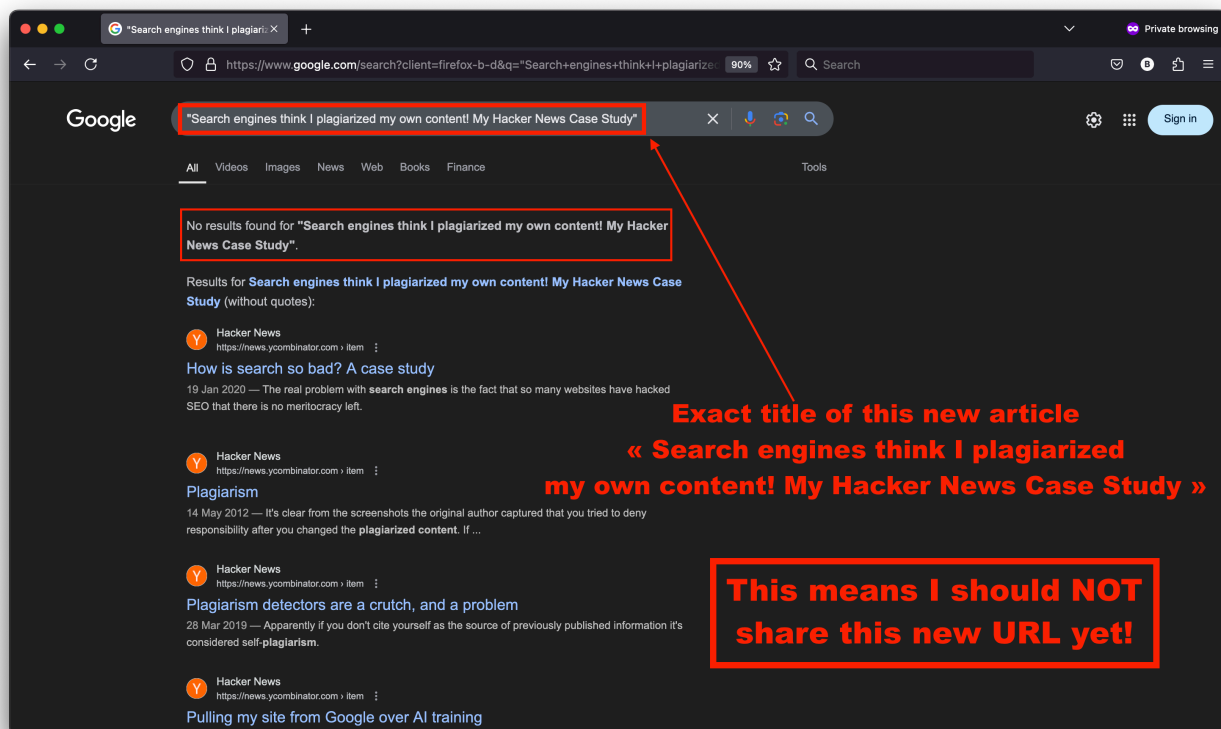 "Search engines think I plagiari
Private browsing
https://www.google.com/search?client=firefox-b-d&q="Search+engines+think+I+plagiarized
90%
Search
B
Google
"Search engines think I plagiarized my own content! My Hacker News Case Study"
Sign in
All Videos Images News Web Books Finance Tools
No results found for "Search engines think I plagiarized my own content! My Hacker
News Case Study".
Results for Search engines think I plagiarized my own content! My Hacker News Case
Study (without quotes):
Y
Hacker News
https://news.ycombinator.com › item
How is search so bad? A case study
19 Jan 2020 — The real problem with search engines is the fact that so many websites have hacked
SEO that there is no meritocracy left.
Exact title of this new article
« Search engines think I plagiarized
my own content! My Hacker News Case Study »
Y
Hacker News
https://news.ycombinator.com › item
Plagiarism
14 May 2012 — It's clear from the screenshots the original author captured that you tried to deny
responsibility after you changed the plagiarized content. If ...
Y
Hacker News
https://news.ycombinator.com › item
Plagiarism detectors are a crutch, and a problem
28 Mar 2019 — Apparently if you don't cite yourself as the source of previously published information it's
considered self-plagiarism.
This means I should NOT
share this new URL yet!
Y
Hacker News
https://news.ycombinator.com › item
Pulling my site from Google over AI training